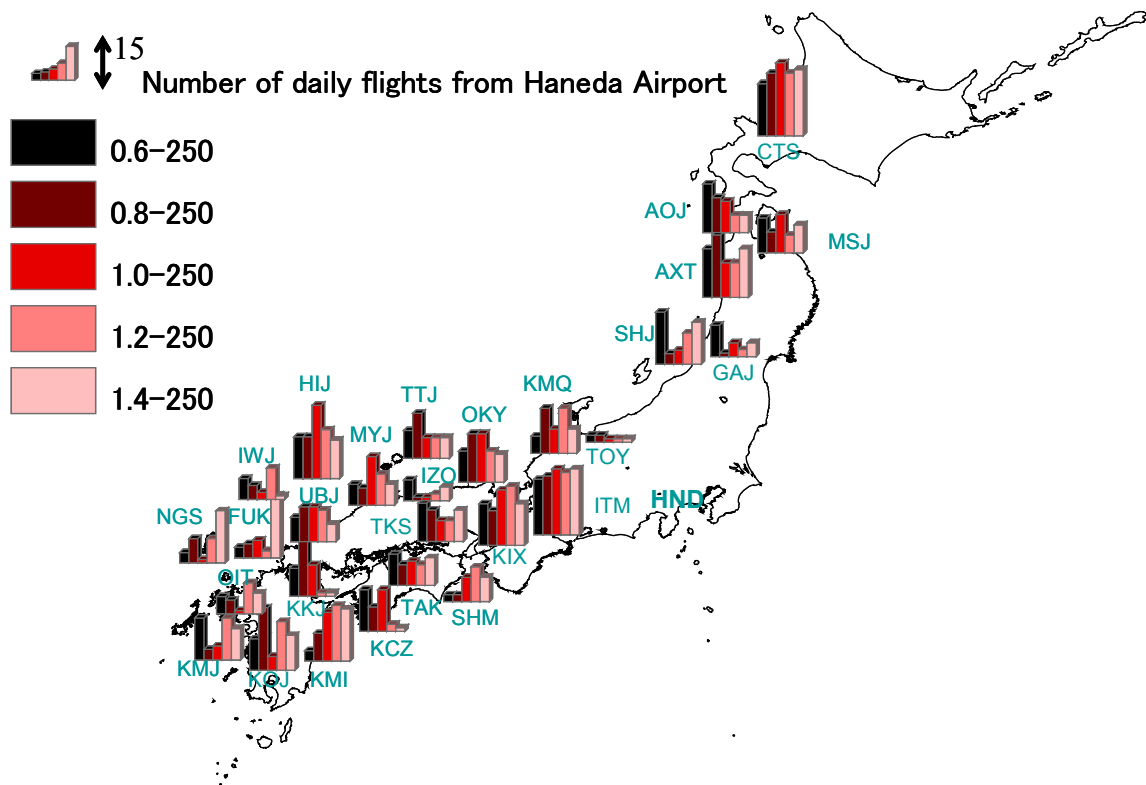 15
Number of daily flights from Haneda Airport
0.6-250
0.8-250
1.0-250
1.2-250
1.4-250
CTS
AOJ
MSJ
AXT
SHJ
GAJ
HIJ
TTJ
KMQ
OKY
MYJ
TOY
IWJ
IZO
UBJ
ITM
HND
NGS
FUK
TKS
KIX
OIT
KKJ
TAK
SHM
KCZ
KMJ
KOJ
KMI